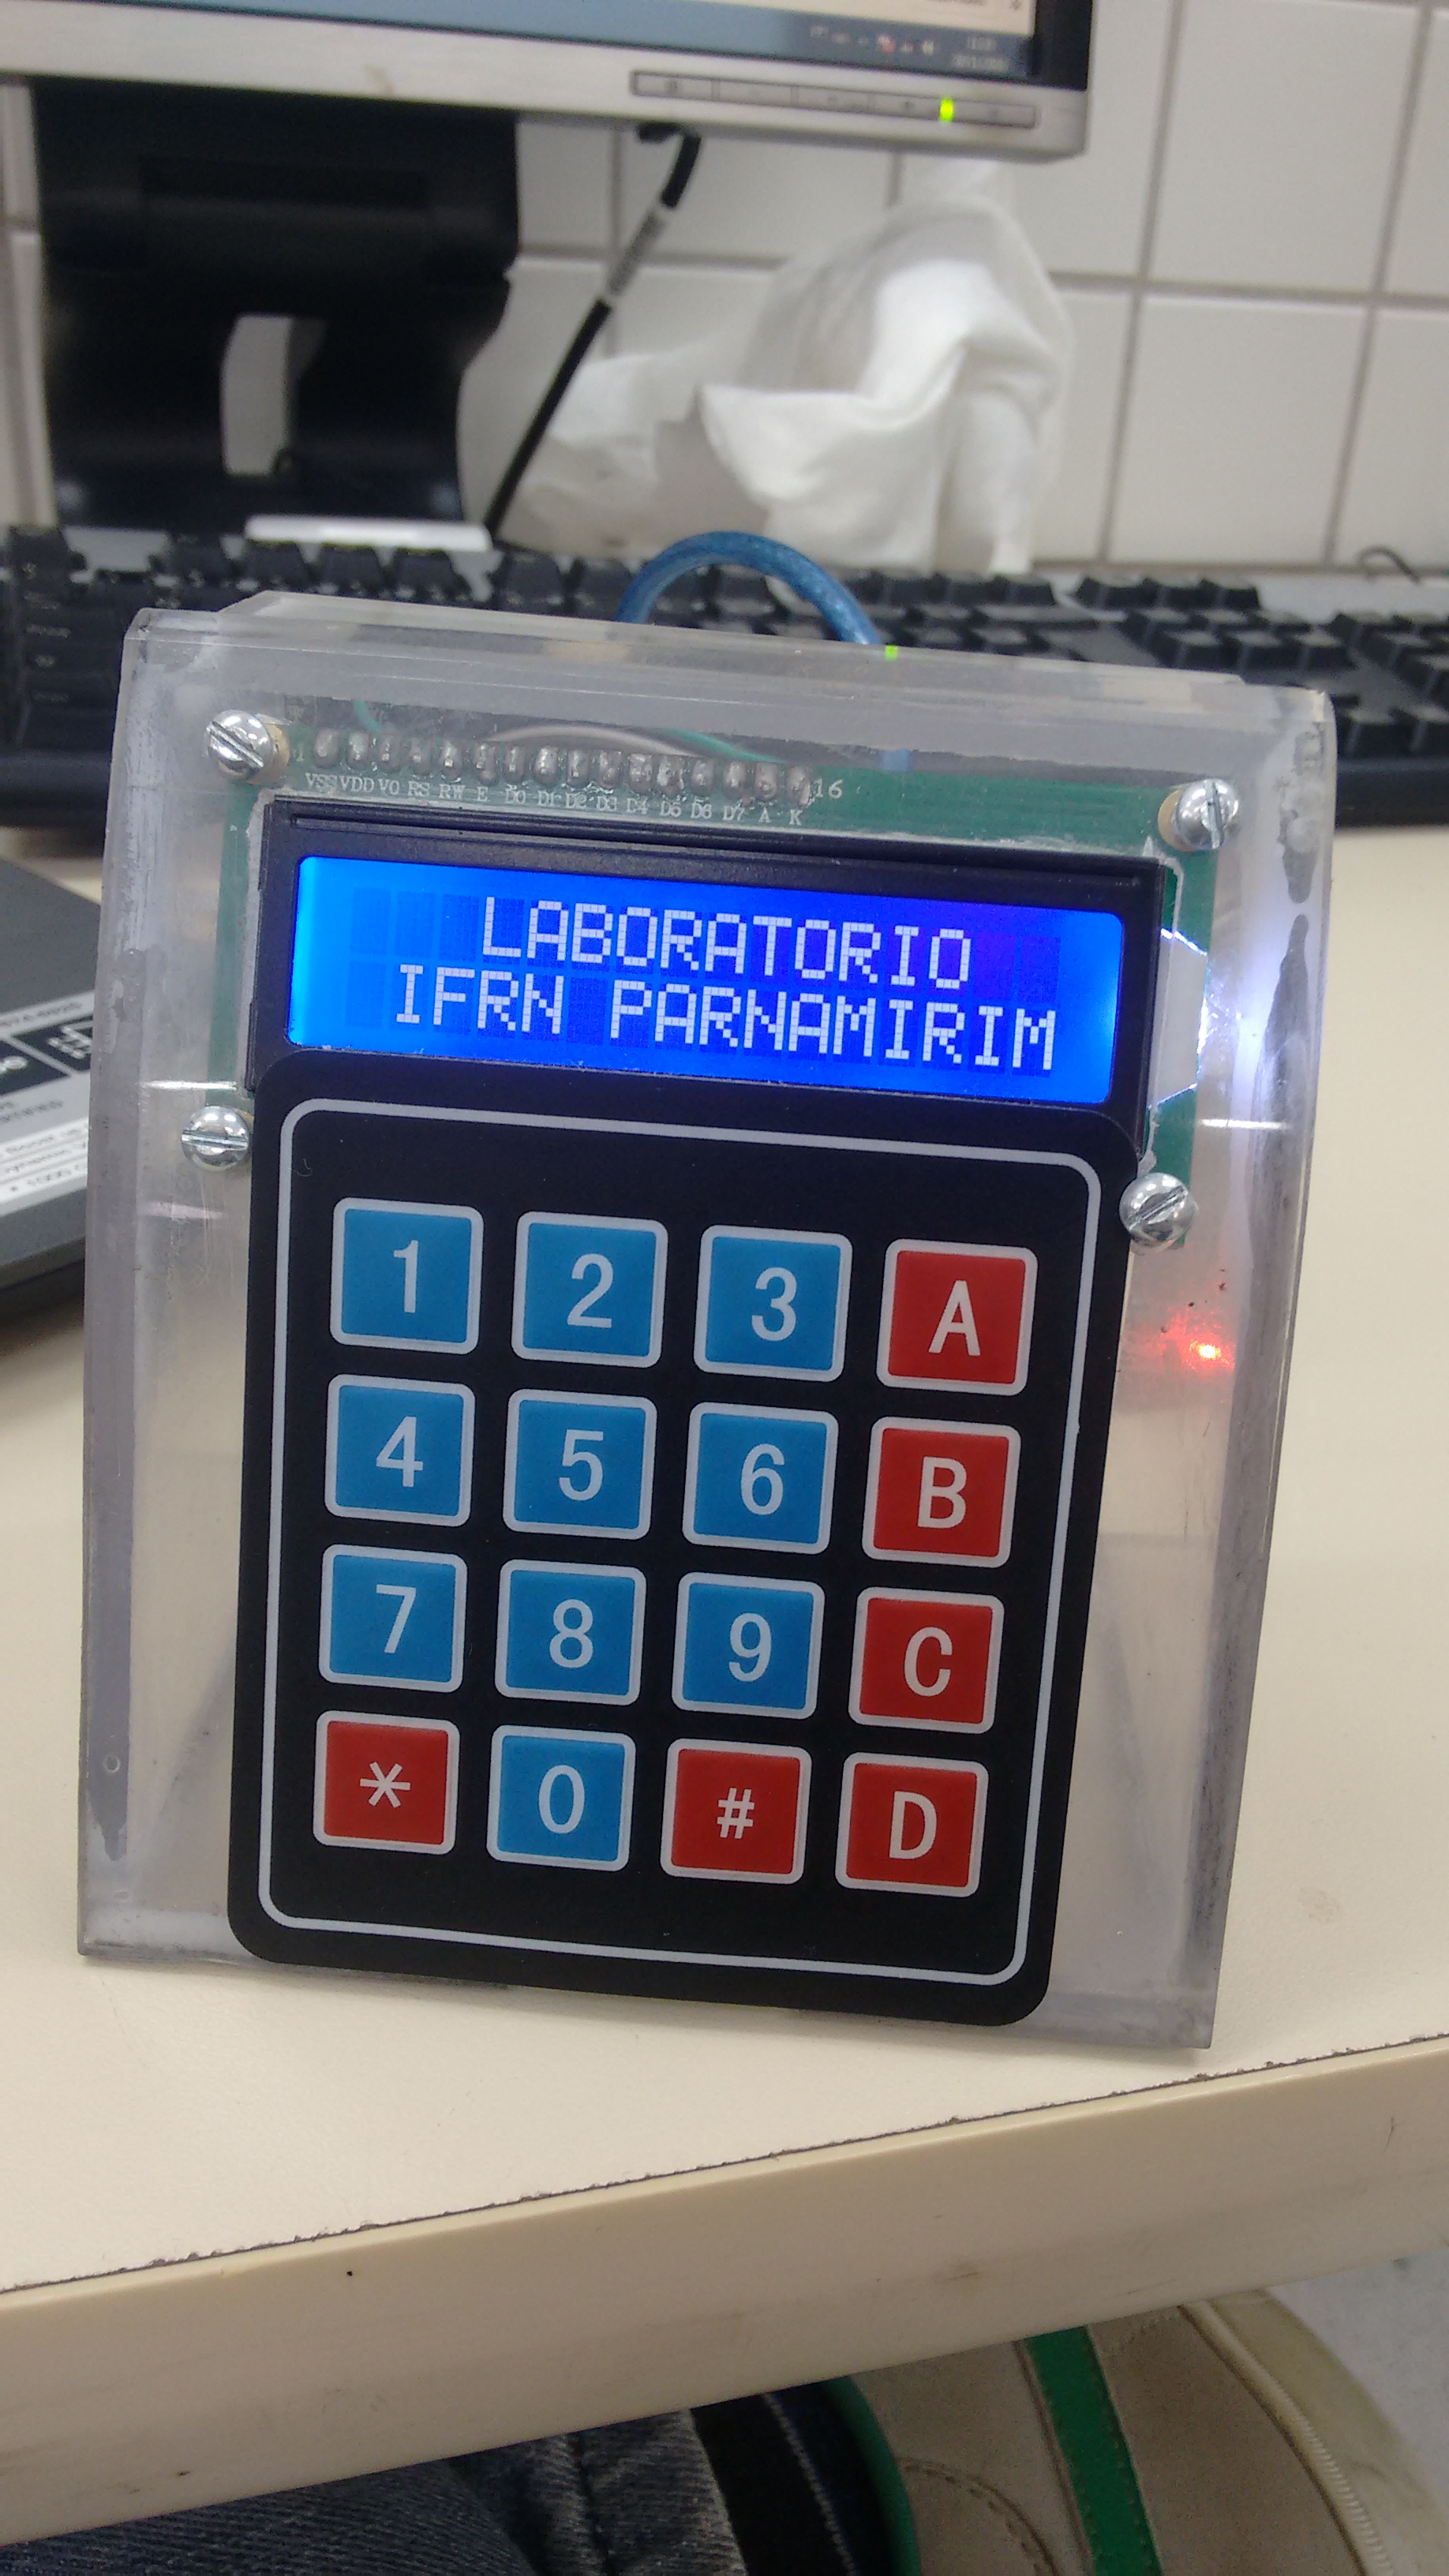 VSS VDD VO RS RW E D0 D1 D2 D3 D4 D5 D6 D7 A K 16
LABORATORIO
IFRN PARNAMIRIM
1 2 3 A
4 5 6 B
7 8 9 C
* 0 # D